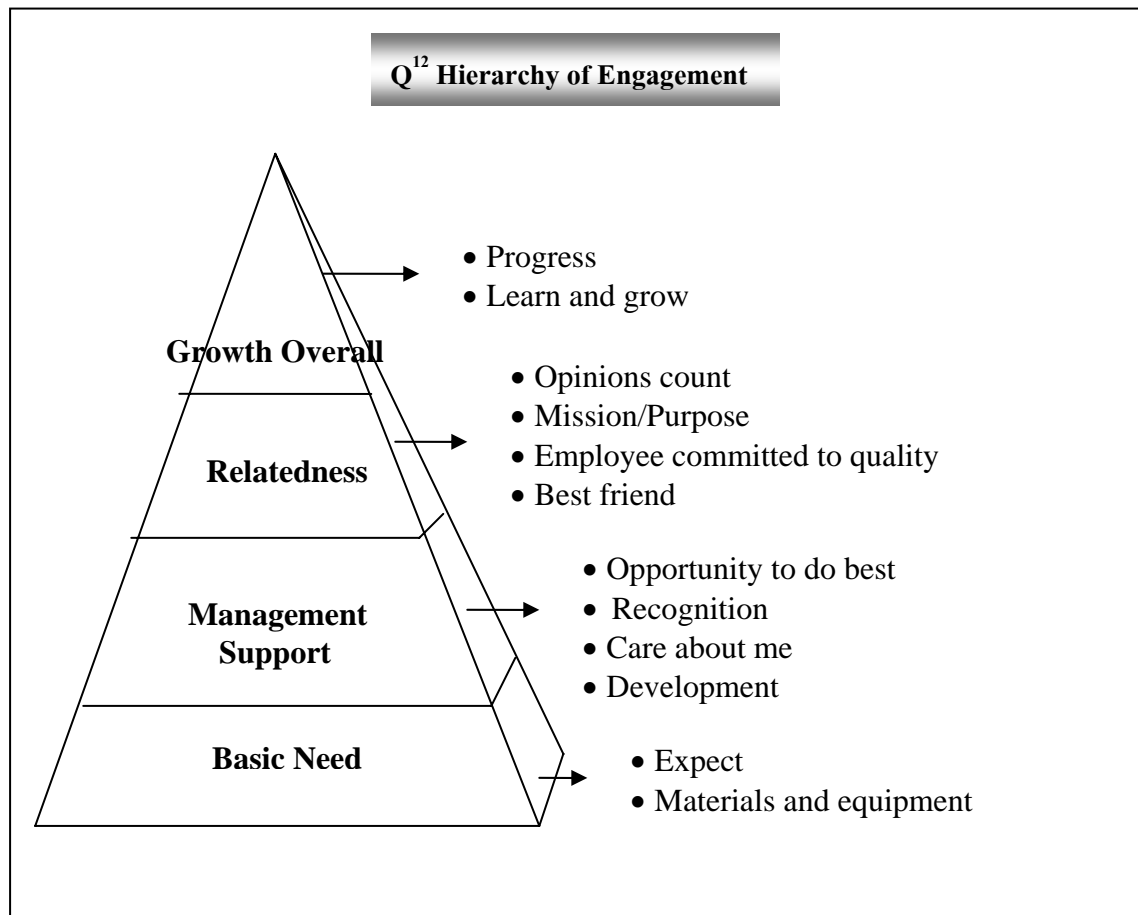 Q12 Hierarchy of Engagement
• Progress
• Learn and grow
Growth Overall
• Opinions count
• Mission/Purpose
• Employee committed to quality
• Best friend
Relatedness
• Opportunity to do best
• Recognition
• Care about me
• Development
Management
Support
Basic Need
• Expect
• Materials and equipment